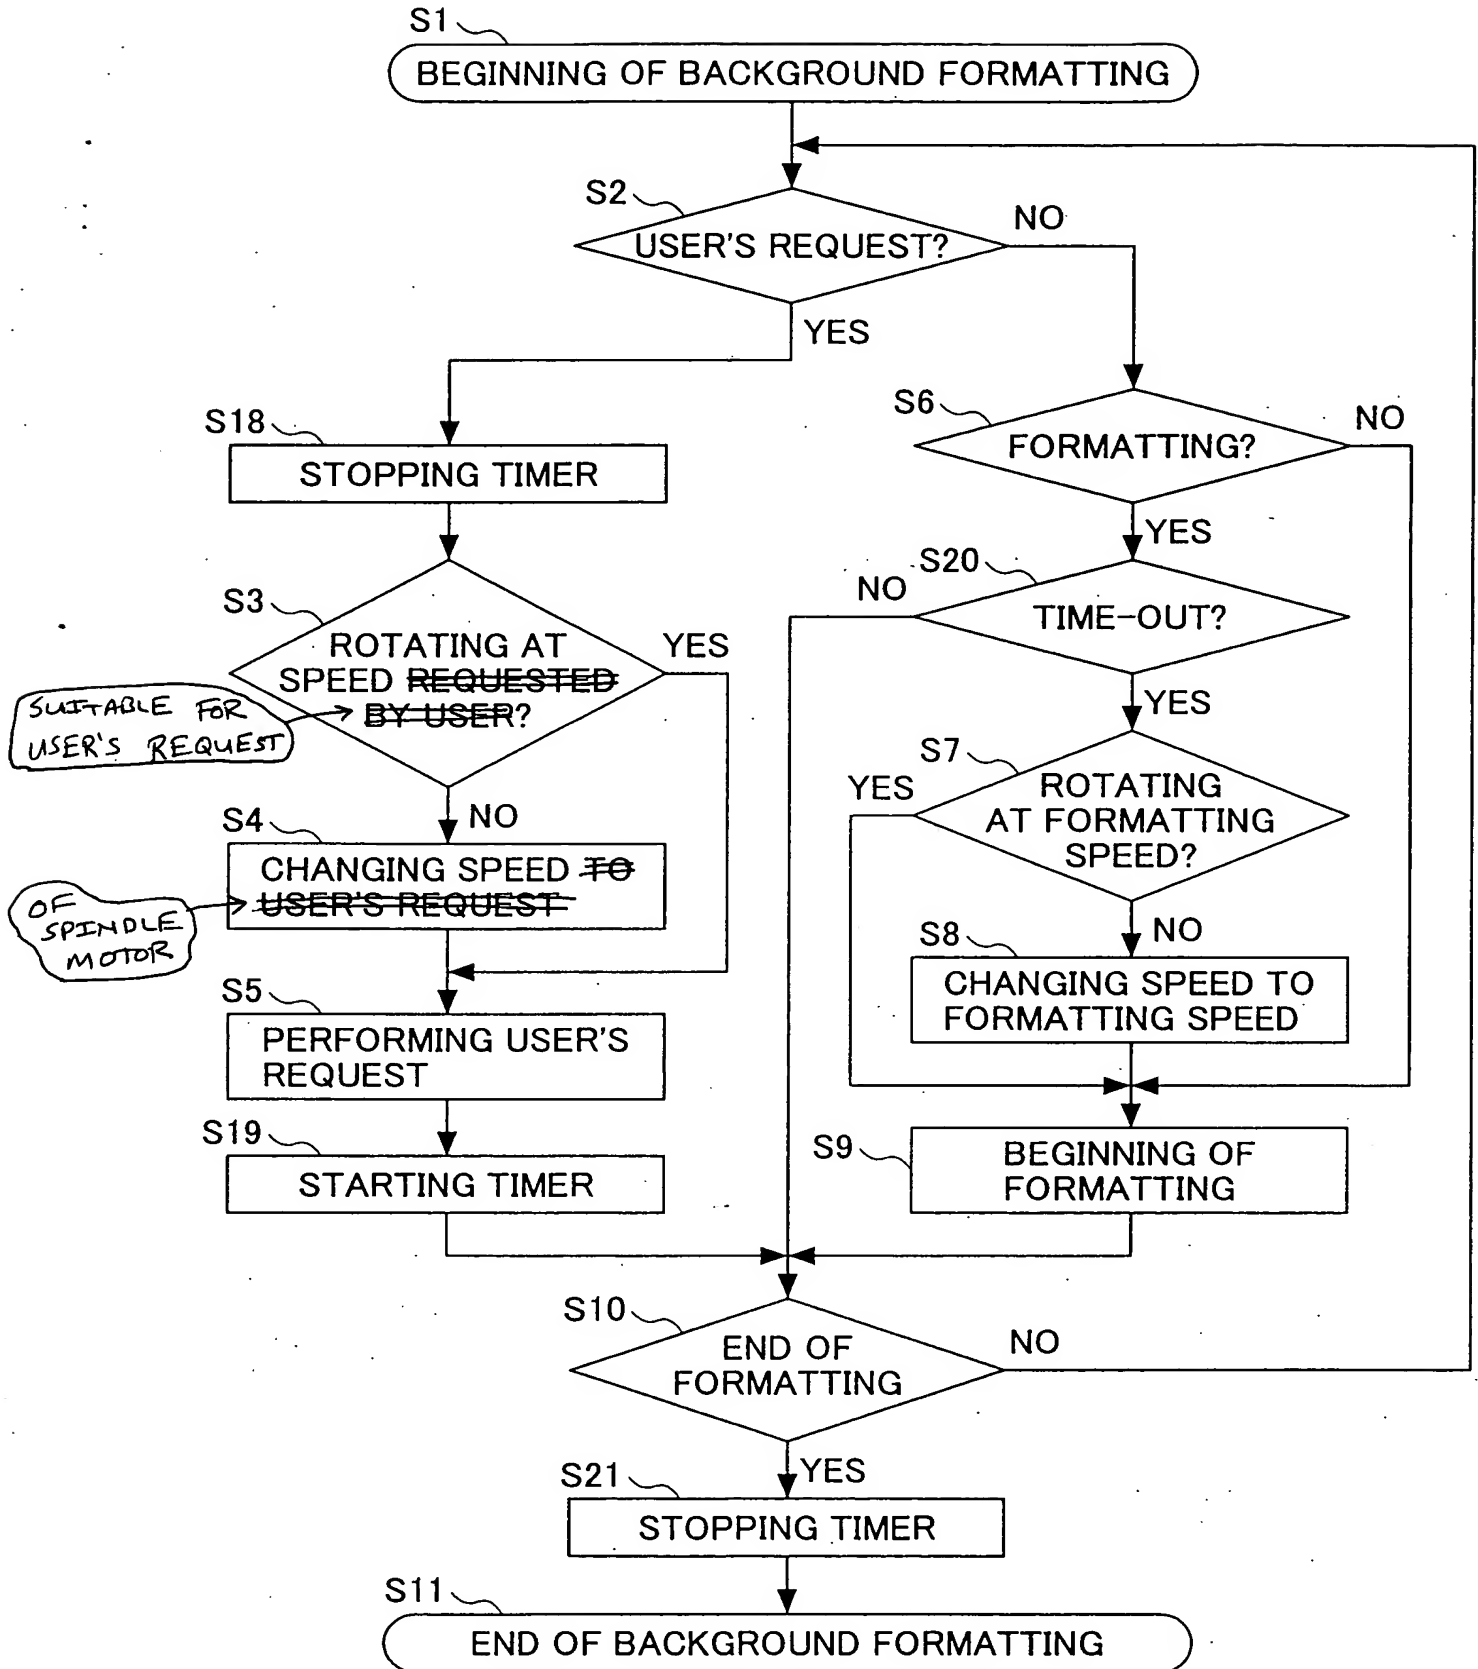 S1
BEGINNING OF BACKGROUND FORMATTING
S2
USER'S REQUEST?
NO
YES
S18
STOPPING TIMER
S3
ROTATING AT
SPEED REQUESTED
BY USER?
YES
SUITABLE FOR
USER'S REQUEST
NO
S4
CHANGING SPEED TO
USER'S REQUEST
OF
SPINDLE
MOTOR
S5
PERFORMING USER'S
REQUEST
S19
STARTING TIMER
S6
FORMATTING?
NO
YES
S20
TIME-OUT?
NO
YES
S7
ROTATING
AT FORMATTING
SPEED?
YES
NO
S8
CHANGING SPEED TO
FORMATTING SPEED
S9
BEGINNING OF
FORMATTING
S10
END OF
FORMATTING
NO
YES
S21
STOPPING TIMER
S11
END OF BACKGROUND FORMATTING